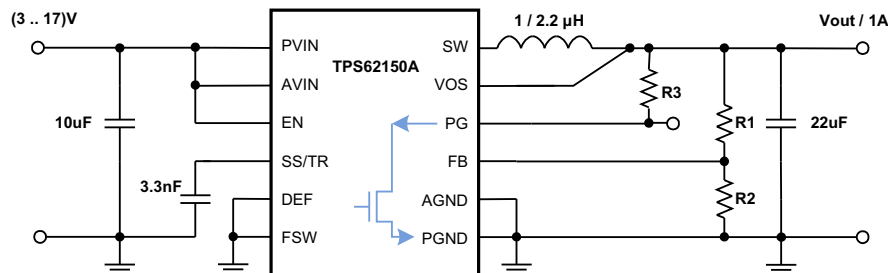 (3 .. 17)V
1 / 2.2 µH
Vout / 1A
TPS62150A
PVIN
AVIN
EN
SS/TR
DEF
FSW
SW
VOS
PG
FB
AGND
PGND
10uF
3.3nF
R3
R1
R2
22uF